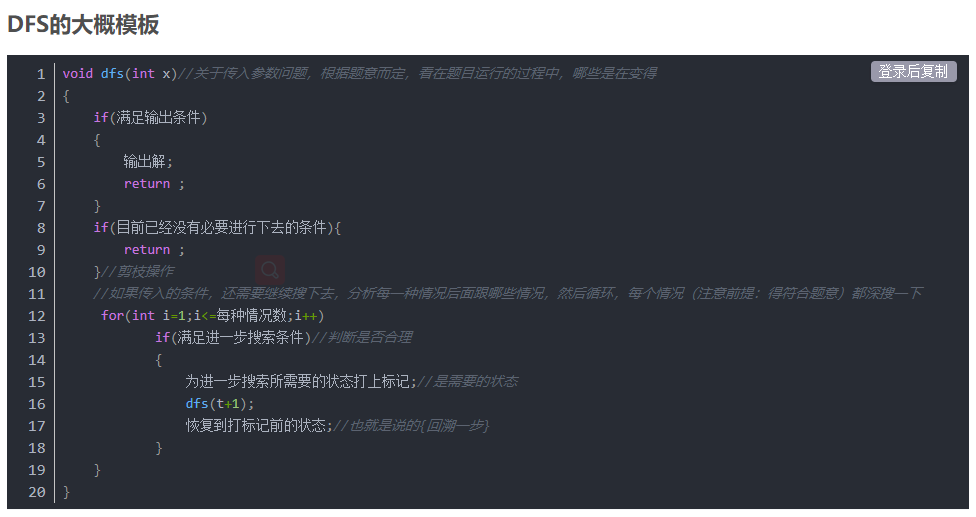 DFS的大概模板
登录后复制
1 void dfs(int x)//关于传入参数问题，根据题意而定，看在题目运行的过程中，哪些是在变得
2 {
3     if(满足输出条件)
4     {
5         输出解;
6         return ;
7     }
8     if(目前已经没有必要进行下去的条件){
9         return ;
10     }//剪枝操作
11     //如果传入的条件，还需要继续搜下去，分析每一种情况后面跟哪些情况，然后循环，每个情况（注意前提：得符合题意）都深搜一下
12      for(int i=1;i<=每种情况数;i++)
13             if(满足进一步搜索条件)//判断是否合理
14             {
15                 为进一步搜索所需要的状态打上标记;//是需要的状态
16                 dfs(t+1);
17                 恢复到打标记前的状态;//也就是说的{回溯一步}
18             }
19     }
20 }